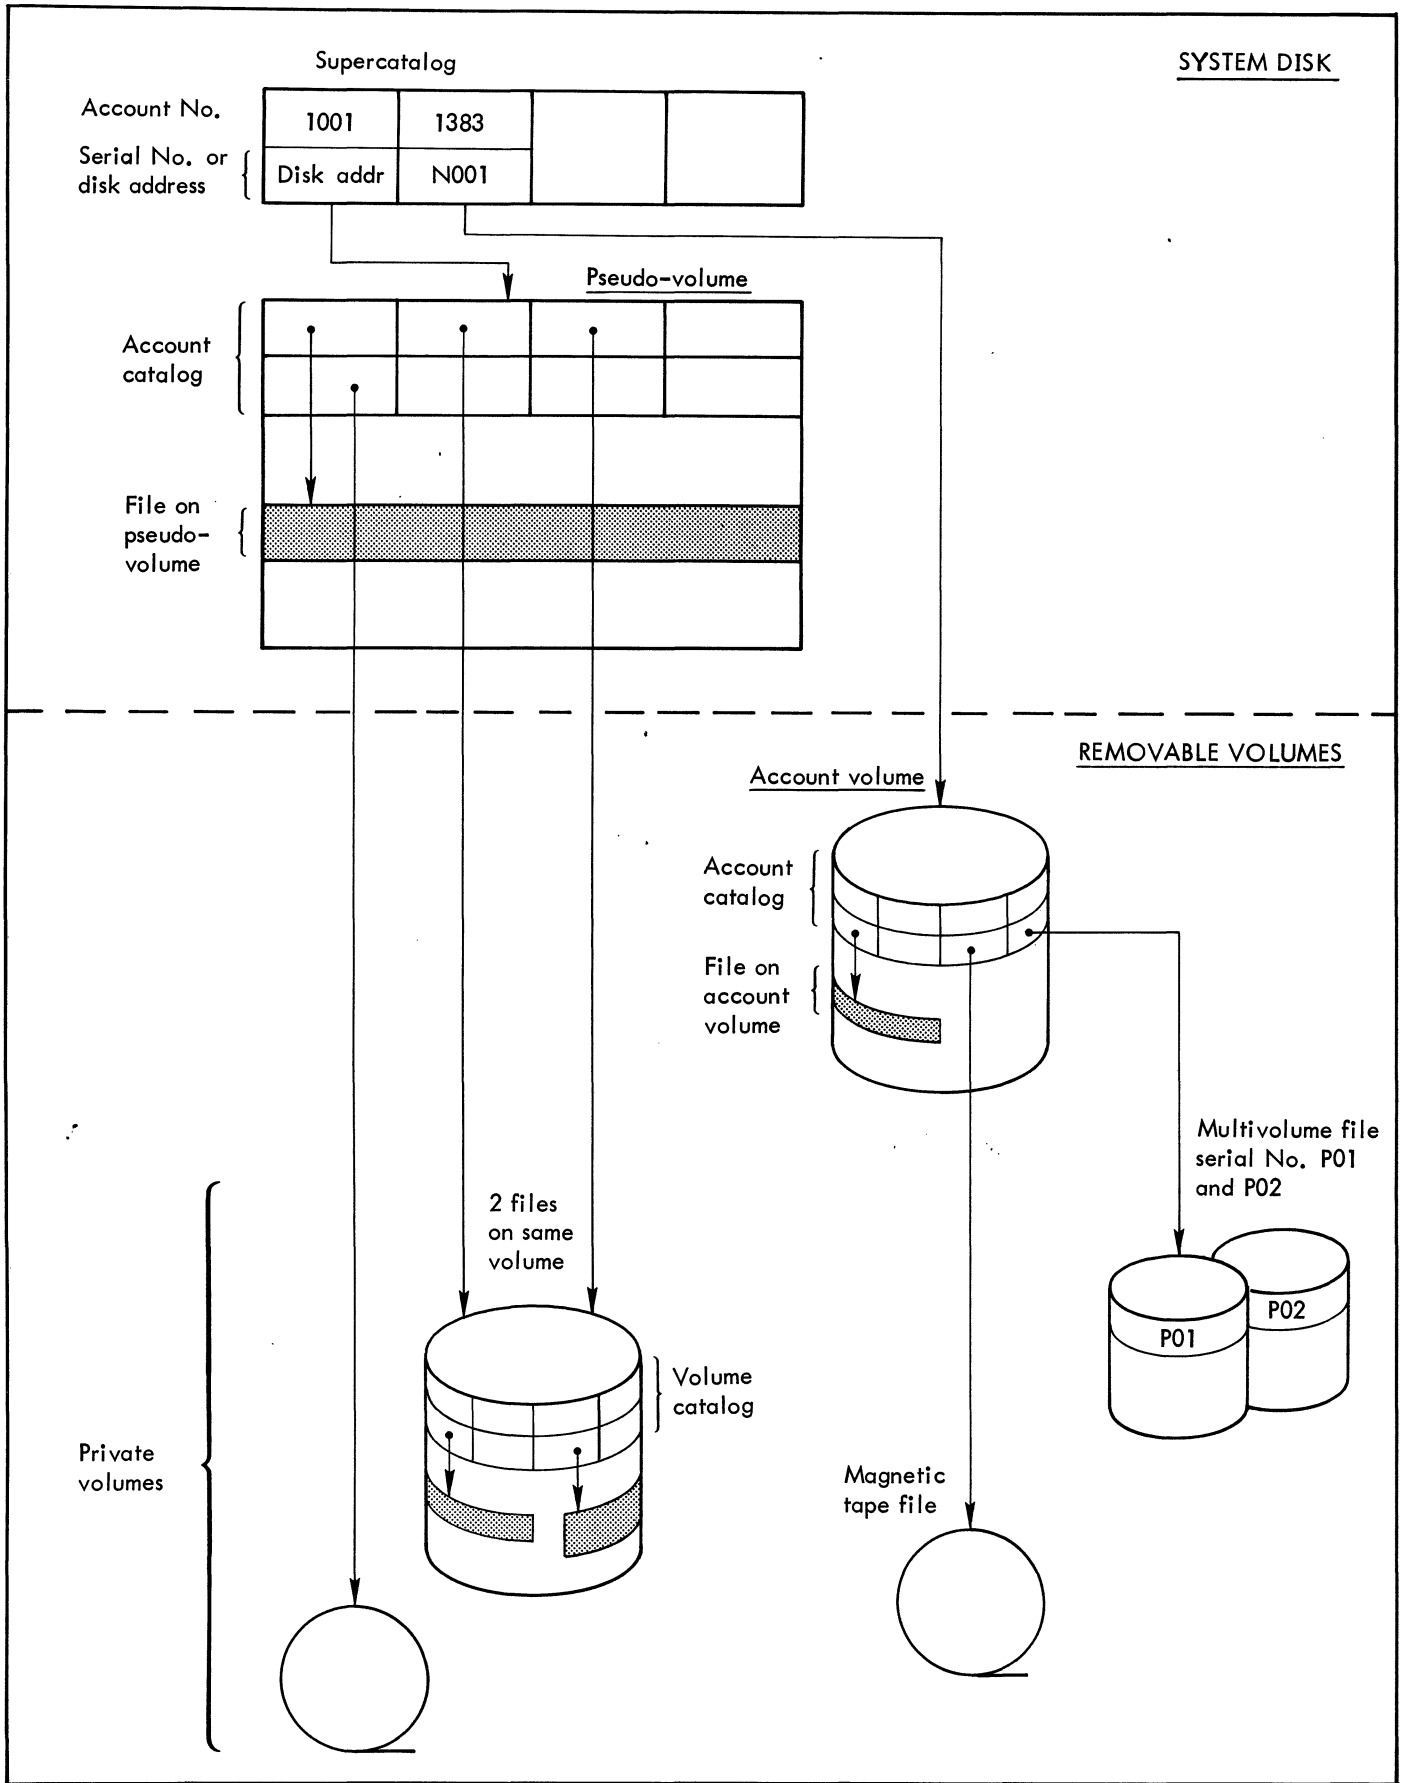 Supercatalog
SYSTEM DISK
Account No.
1001
1383
Serial No. or
disk address
Disk addr
N001
Pseudo-volume
Account
catalog
File on
pseudo-
volume
REMOVABLE VOLUMES
Account volume
Account
catalog
File on
account
volume
Multivolume file
serial No. P01
and P02
2 files
on same
volume
P02
P01
Volume
catalog
Private
volumes
Magnetic
tape file